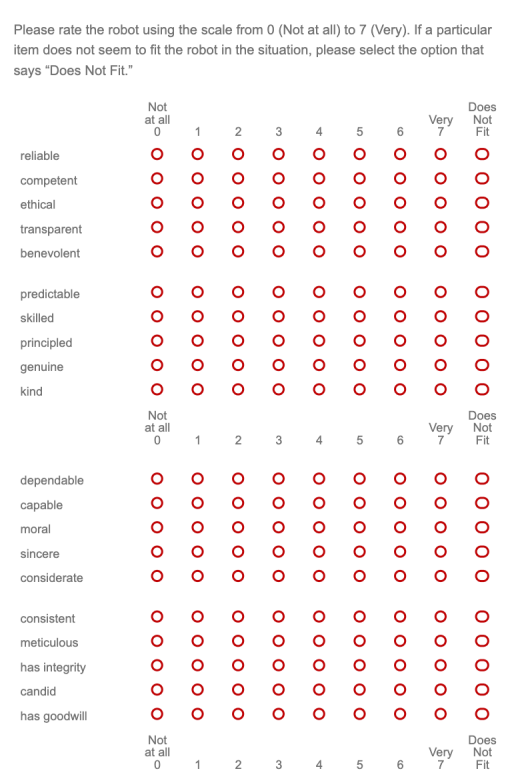 Please rate the robot using the scale from 0 (Not at all) to 7 (Very). If a particular
item does not seem to fit the robot in the situation, please select the option that
says “Does Not Fit.”
Not Does
at all Very Not
0 1 2 3 4 5 6 7 Fit
reliable
competent
ethical
transparent
benevolent
predictable
skilled
principled
genuine
kind
Not Does
at all Very Not
0 1 2 3 4 5 6 7 Fit
dependable
capable
moral
sincere
considerate
consistent
meticulous
has integrity
candid
has goodwill
Not Does
at all Very Not
0 1 2 3 4 5 6 7 Fit